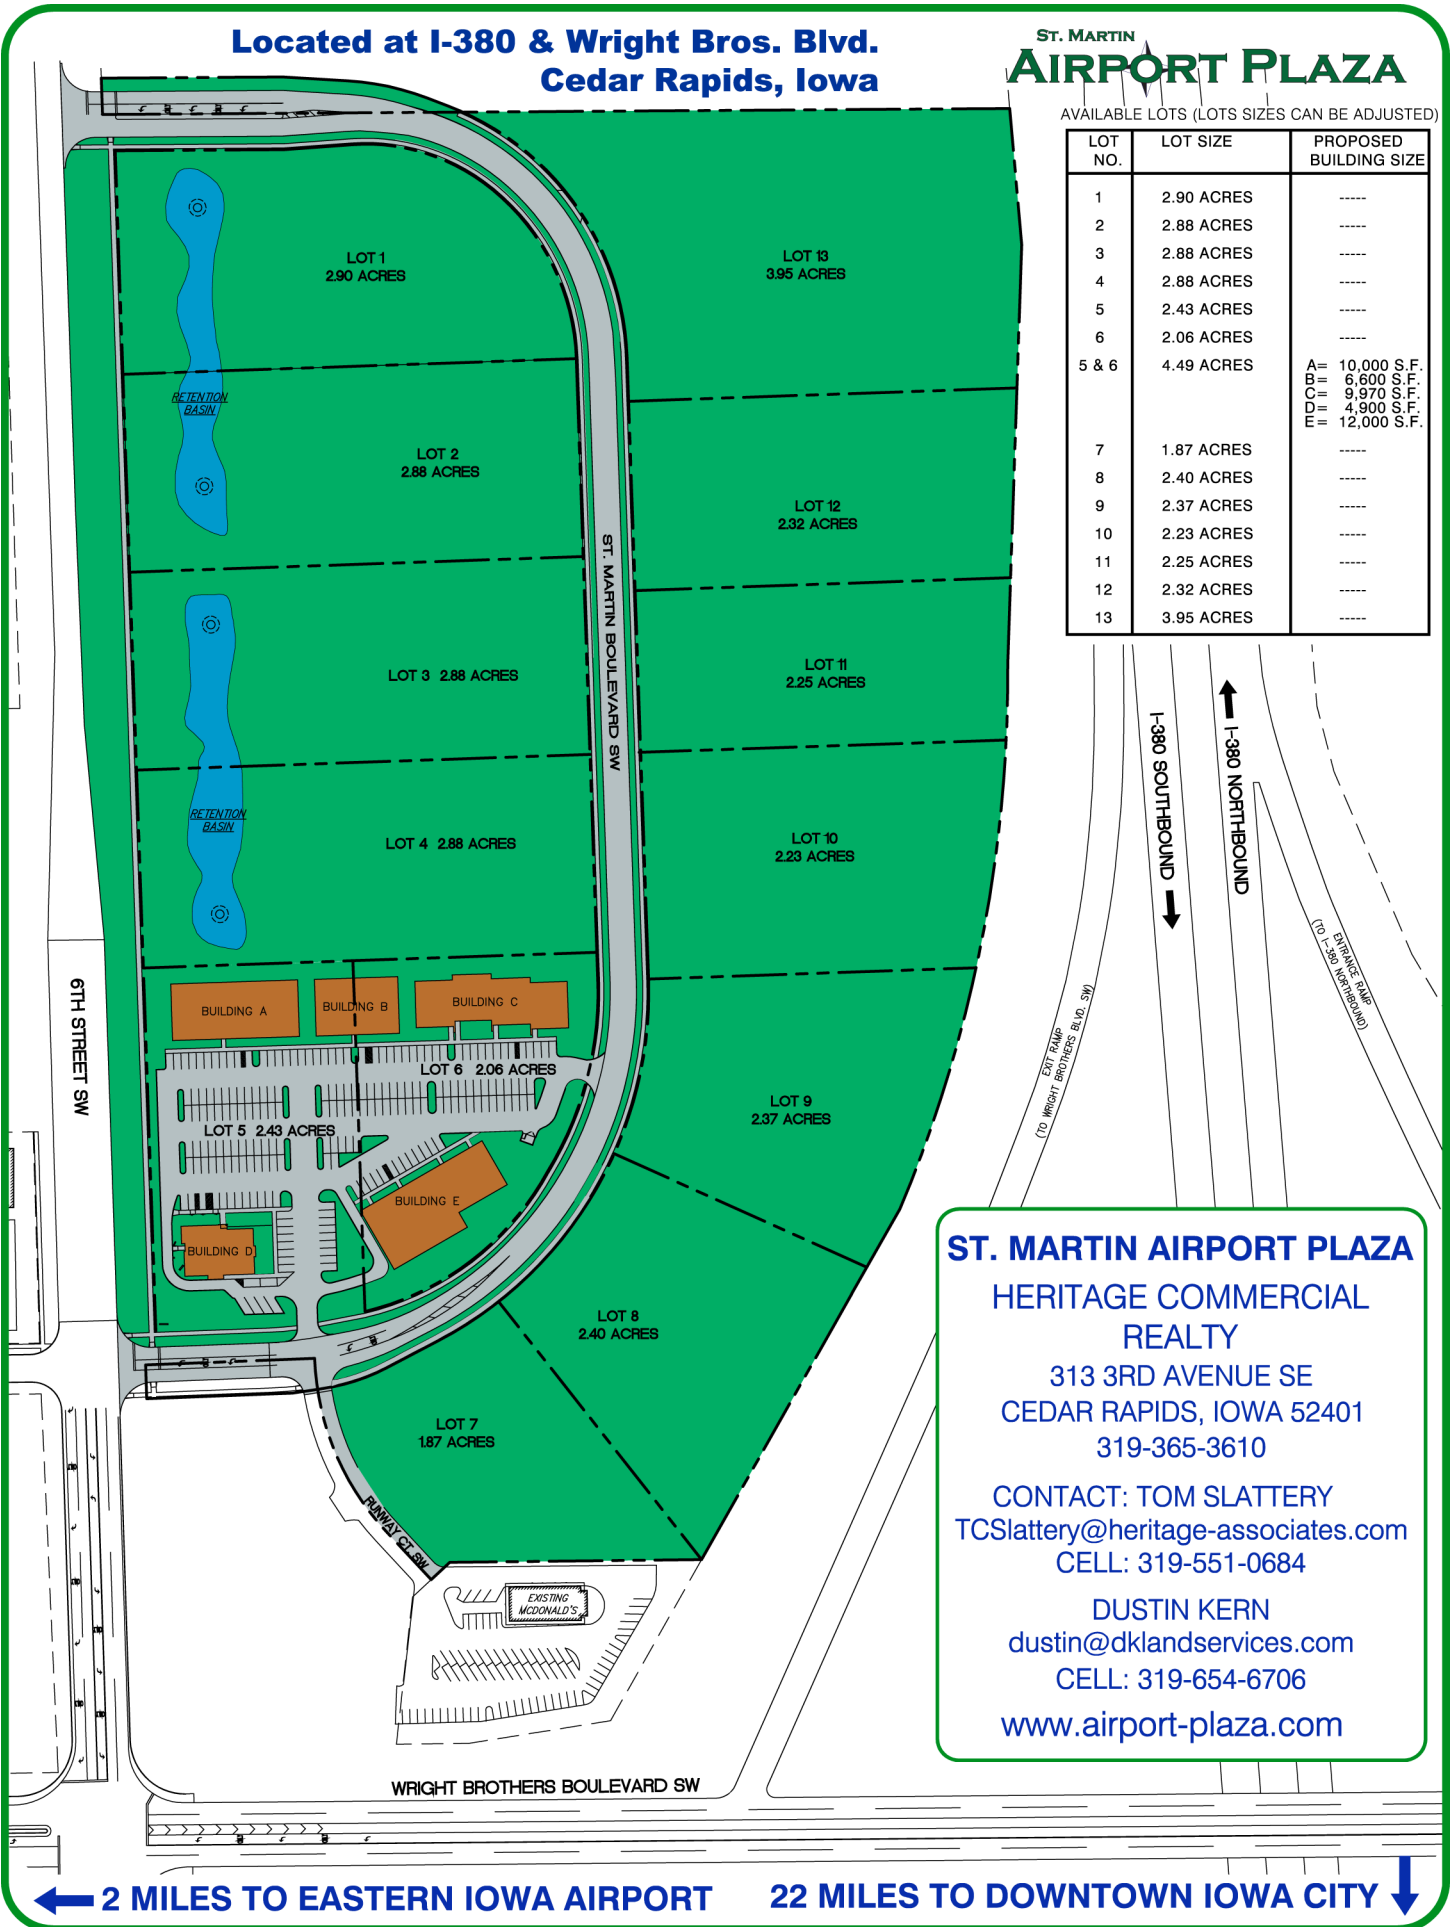 Located at I-380 & Wright Bros. Blvd.
Cedar Rapids, Iowa
ST. MARTIN
AIRPORT PLAZA
AVAILABLE LOTS (LOTS SIZES CAN BE ADJUSTED)
LOT NO. LOT SIZE PROPOSED BUILDING SIZE
1 2.90 ACRES -----
2 2.88 ACRES -----
3 2.88 ACRES -----
4 2.88 ACRES -----
5 2.43 ACRES -----
6 2.06 ACRES -----
5 & 6 4.49 ACRES A= 10,000 S.F.
B= 6,600 S.F.
C= 9,970 S.F.
D= 4,900 S.F.
E= 12,000 S.F.
7 1.87 ACRES -----
8 2.40 ACRES -----
9 2.37 ACRES -----
10 2.23 ACRES -----
11 2.25 ACRES -----
12 2.32 ACRES -----
13 3.95 ACRES -----
LOT 1
2.90 ACRES
LOT 13
3.95 ACRES
RETENTION
BASIN
LOT 2
2.88 ACRES
LOT 12
2.32 ACRES
ST. MARTIN BOULEVARD SW
LOT 3 2.88 ACRES
LOT 11
2.25 ACRES
RETENTION
BASIN
LOT 4 2.88 ACRES
LOT 10
2.23 ACRES
I-380 SOUTHBOUND
I-380 NORTHBOUND
ENTRANCE RAMP
(TO I-380 NORTHBOUND)
EXIT RAMP
(TO WRIGHT BROTHERS BLVD. SW)
6TH STREET SW
BUILDING A
BUILDING B
BUILDING C
LOT 6 2.06 ACRES
LOT 5 2.43 ACRES
LOT 9
2.37 ACRES
BUILDING E
BUILDING D
LOT 8
2.40 ACRES
LOT 7
1.87 ACRES
RUNWAY CT. SW
EXISTING
MCDONALD'S
ST. MARTIN AIRPORT PLAZA
HERITAGE COMMERCIAL
REALTY
313 3RD AVENUE SE
CEDAR RAPIDS, IOWA 52401
319-365-3610
CONTACT: TOM SLATTERY
TCSlattery@heritage-associates.com
CELL: 319-551-0684
DUSTIN KERN
dustin@dklandservices.com
CELL: 319-654-6706
www.airport-plaza.com
WRIGHT BROTHERS BOULEVARD SW
2 MILES TO EASTERN IOWA AIRPORT
22 MILES TO DOWNTOWN IOWA CITY